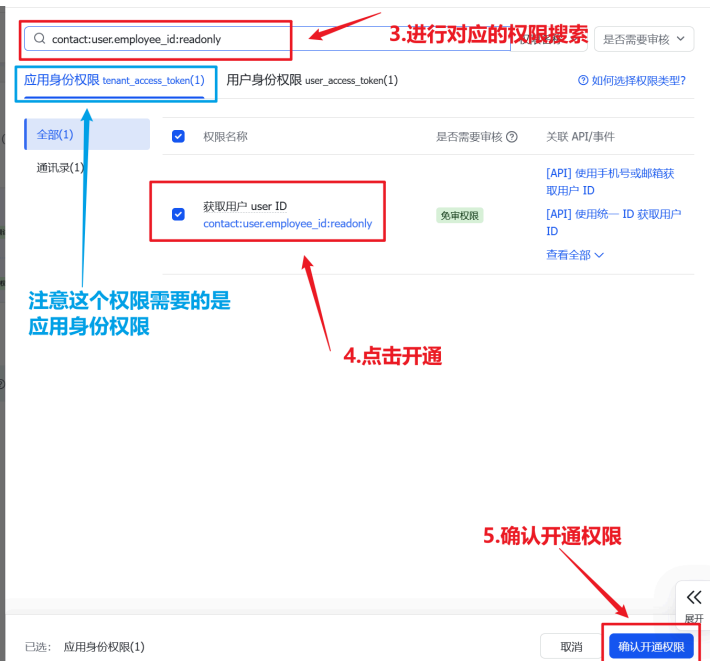 contact:user.employee_id:readonly
3.进行对应的权限搜索
是否需要审核
应用身份权限 tenant_access_token(1)
用户身份权限 user_access_token(1)
如何选择权限类型?
全部(1)
权限名称
是否需要审核
关联 API/事件
通讯录(1)
获取用户 user ID
contact:user.employee_id:readonly
免审权限
[API] 使用手机号或邮箱获
取用户 ID
[API] 使用统一 ID 获取用户
ID
查看全部
注意这个权限需要的是
应用身份权限
4.点击开通
5.确认开通权限
展开
已选: 应用身份权限(1)
取消
确认开通权限